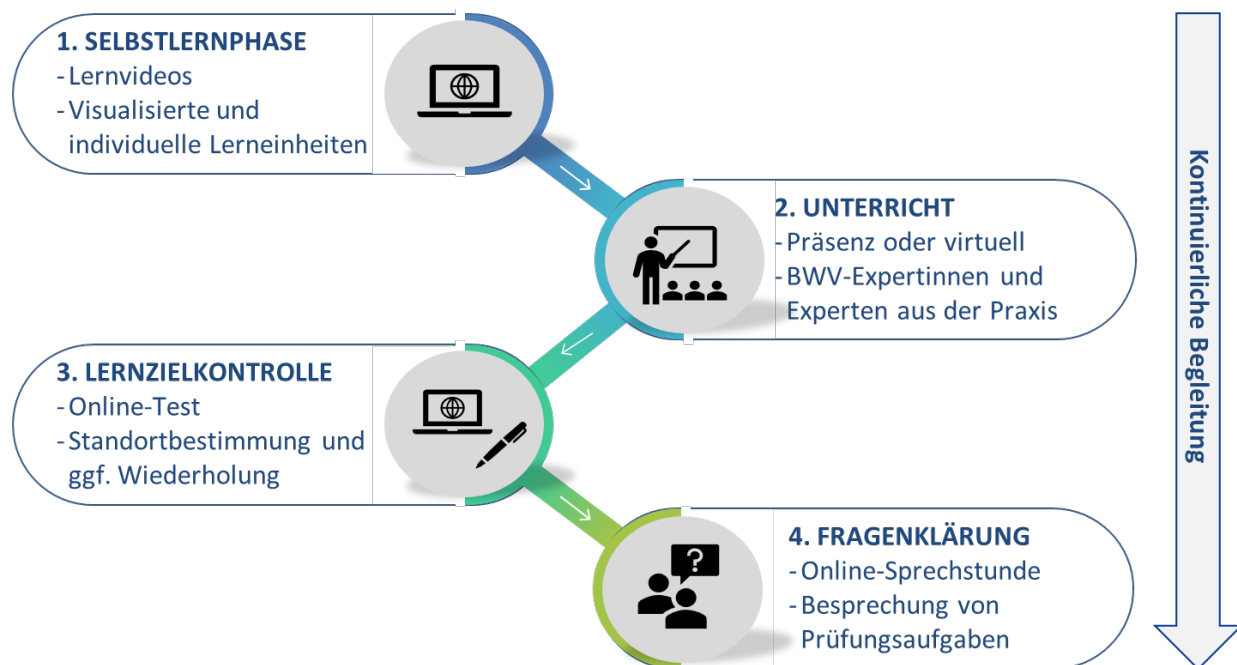 1. SELBSTLERNPHASE
- Lernvideos
- Visualisierte und
individuelle Lerneinheiten
2. UNTERRICHT
- Präsenz oder virtuell
- BWV-Expertinnen und
Experten aus der Praxis
3. LERNZIELKONTROLLE
- Online-Test
- Standortbestimmung und
ggf. Wiederholung
?
4. FRAGENKLÄRUNG
- Online-Sprechstunde
- Besprechung von
Prüfungsaufgaben
Kontinuierliche Begleitung